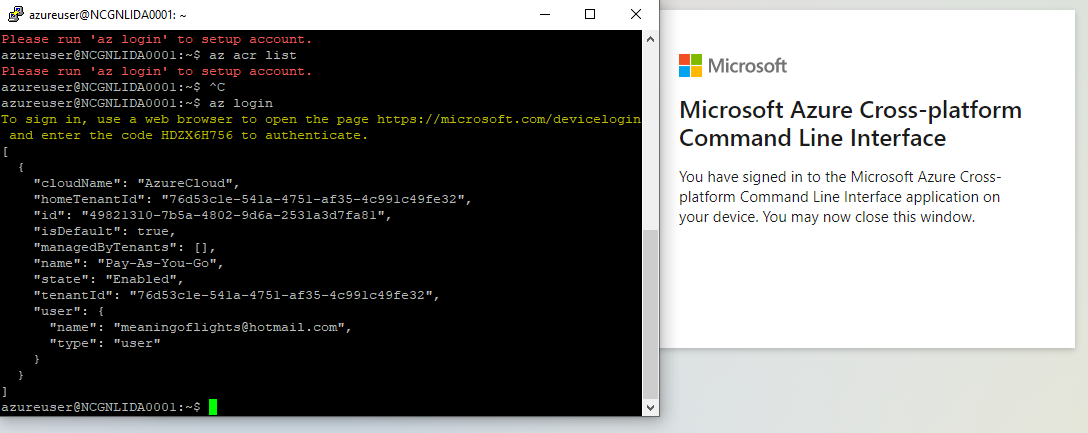 azureuser@NCGNLIDA0001: ~
Please run 'az login' to setup account.
azureuser@NCGNLIDA0001:~$ az acr list
Please run 'az login' to setup account.
azureuser@NCGNLIDA0001:~$ ^C
azureuser@NCGNLIDA0001:~$ az login
To sign in, use a web browser to open the page https://microsoft.com/devicelogin
 and enter the code HDZX6H756 to authenticate.
[
  {
    "cloudName": "AzureCloud",
    "homeTenantId": "76d53c1e-541a-4751-af35-4c991c49fe32",
    "id": "49821310-7b5a-4802-9d6a-2531a3d7fa81",
    "isDefault": true,
    "managedByTenants": [],
    "name": "Pay-As-You-Go",
    "state": "Enabled",
    "tenantId": "76d53c1e-541a-4751-af35-4c991c49fe32",
    "user": {
      "name": "meaningoflights@hotmail.com",
      "type": "user"
    }
  }
]
azureuser@NCGNLIDA0001:~$
Microsoft
Microsoft Azure Cross-platform
Command Line Interface
You have signed in to the Microsoft Azure Cross-
platform Command Line Interface application on
your device. You may now close this window.